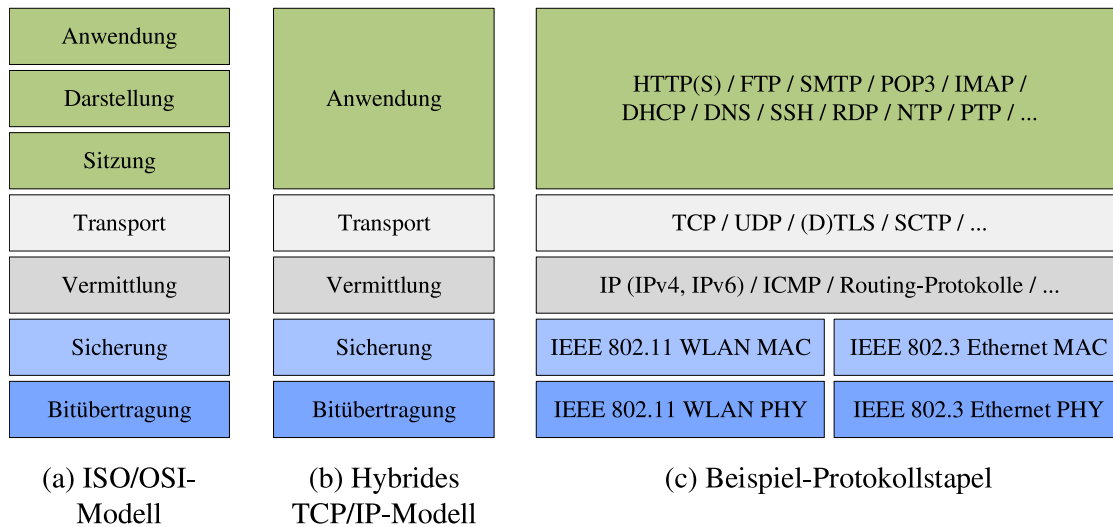 Anwendung
Darstellung
Sitzung
Transport
Vermittlung
Sicherung
Bitübertragung
(a) ISO/OSI-
Modell
Anwendung
Transport
Vermittlung
Sicherung
Bitübertragung
(b) Hybrides
TCP/IP-Modell
HTTP(S) / FTP / SMTP / POP3 / IMAP /
DHCP / DNS / SSH / RDP / NTP / PTP / ...
TCP / UDP / (D)TLS / SCTP / ...
IP (IPv4, IPv6) / ICMP / Routing-Protokolle / ...
IEEE 802.11 WLAN MAC
IEEE 802.3 Ethernet MAC
IEEE 802.11 WLAN PHY
IEEE 802.3 Ethernet PHY
(c) Beispiel-Protokollstapel